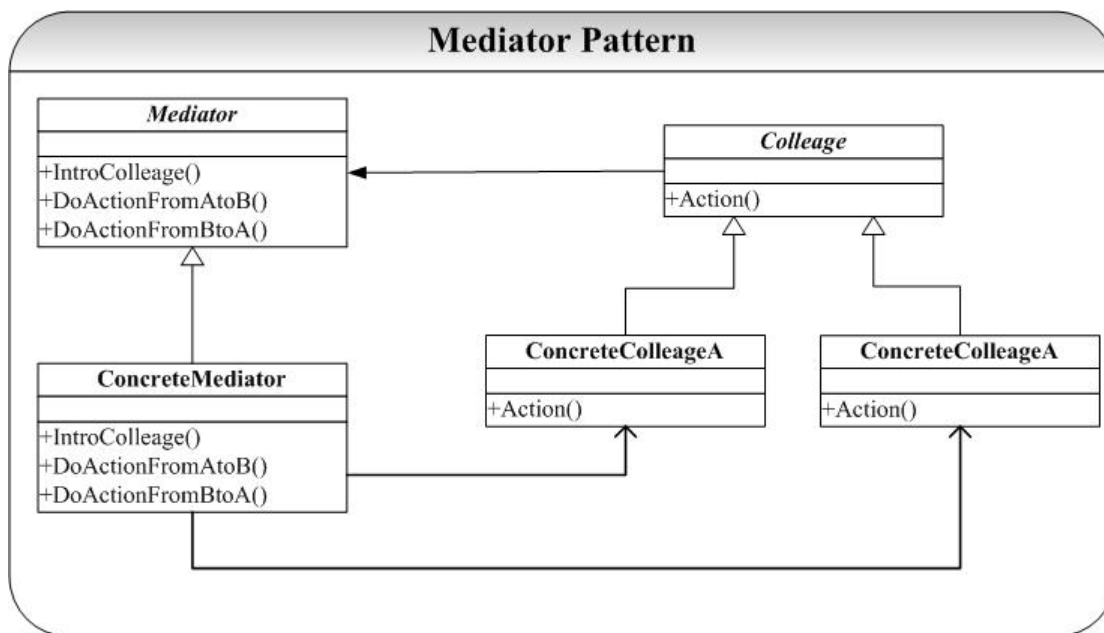 Mediator Pattern
Mediator
+IntroColleage()
+DoActionFromAtoB()
+DoActionFromBtoA()
Colleage
+Action()
ConcreteMediator
+IntroColleage()
+DoActionFromAtoB()
+DoActionFromBtoA()
ConcreteColleageA
+Action()
ConcreteColleageA
+Action()